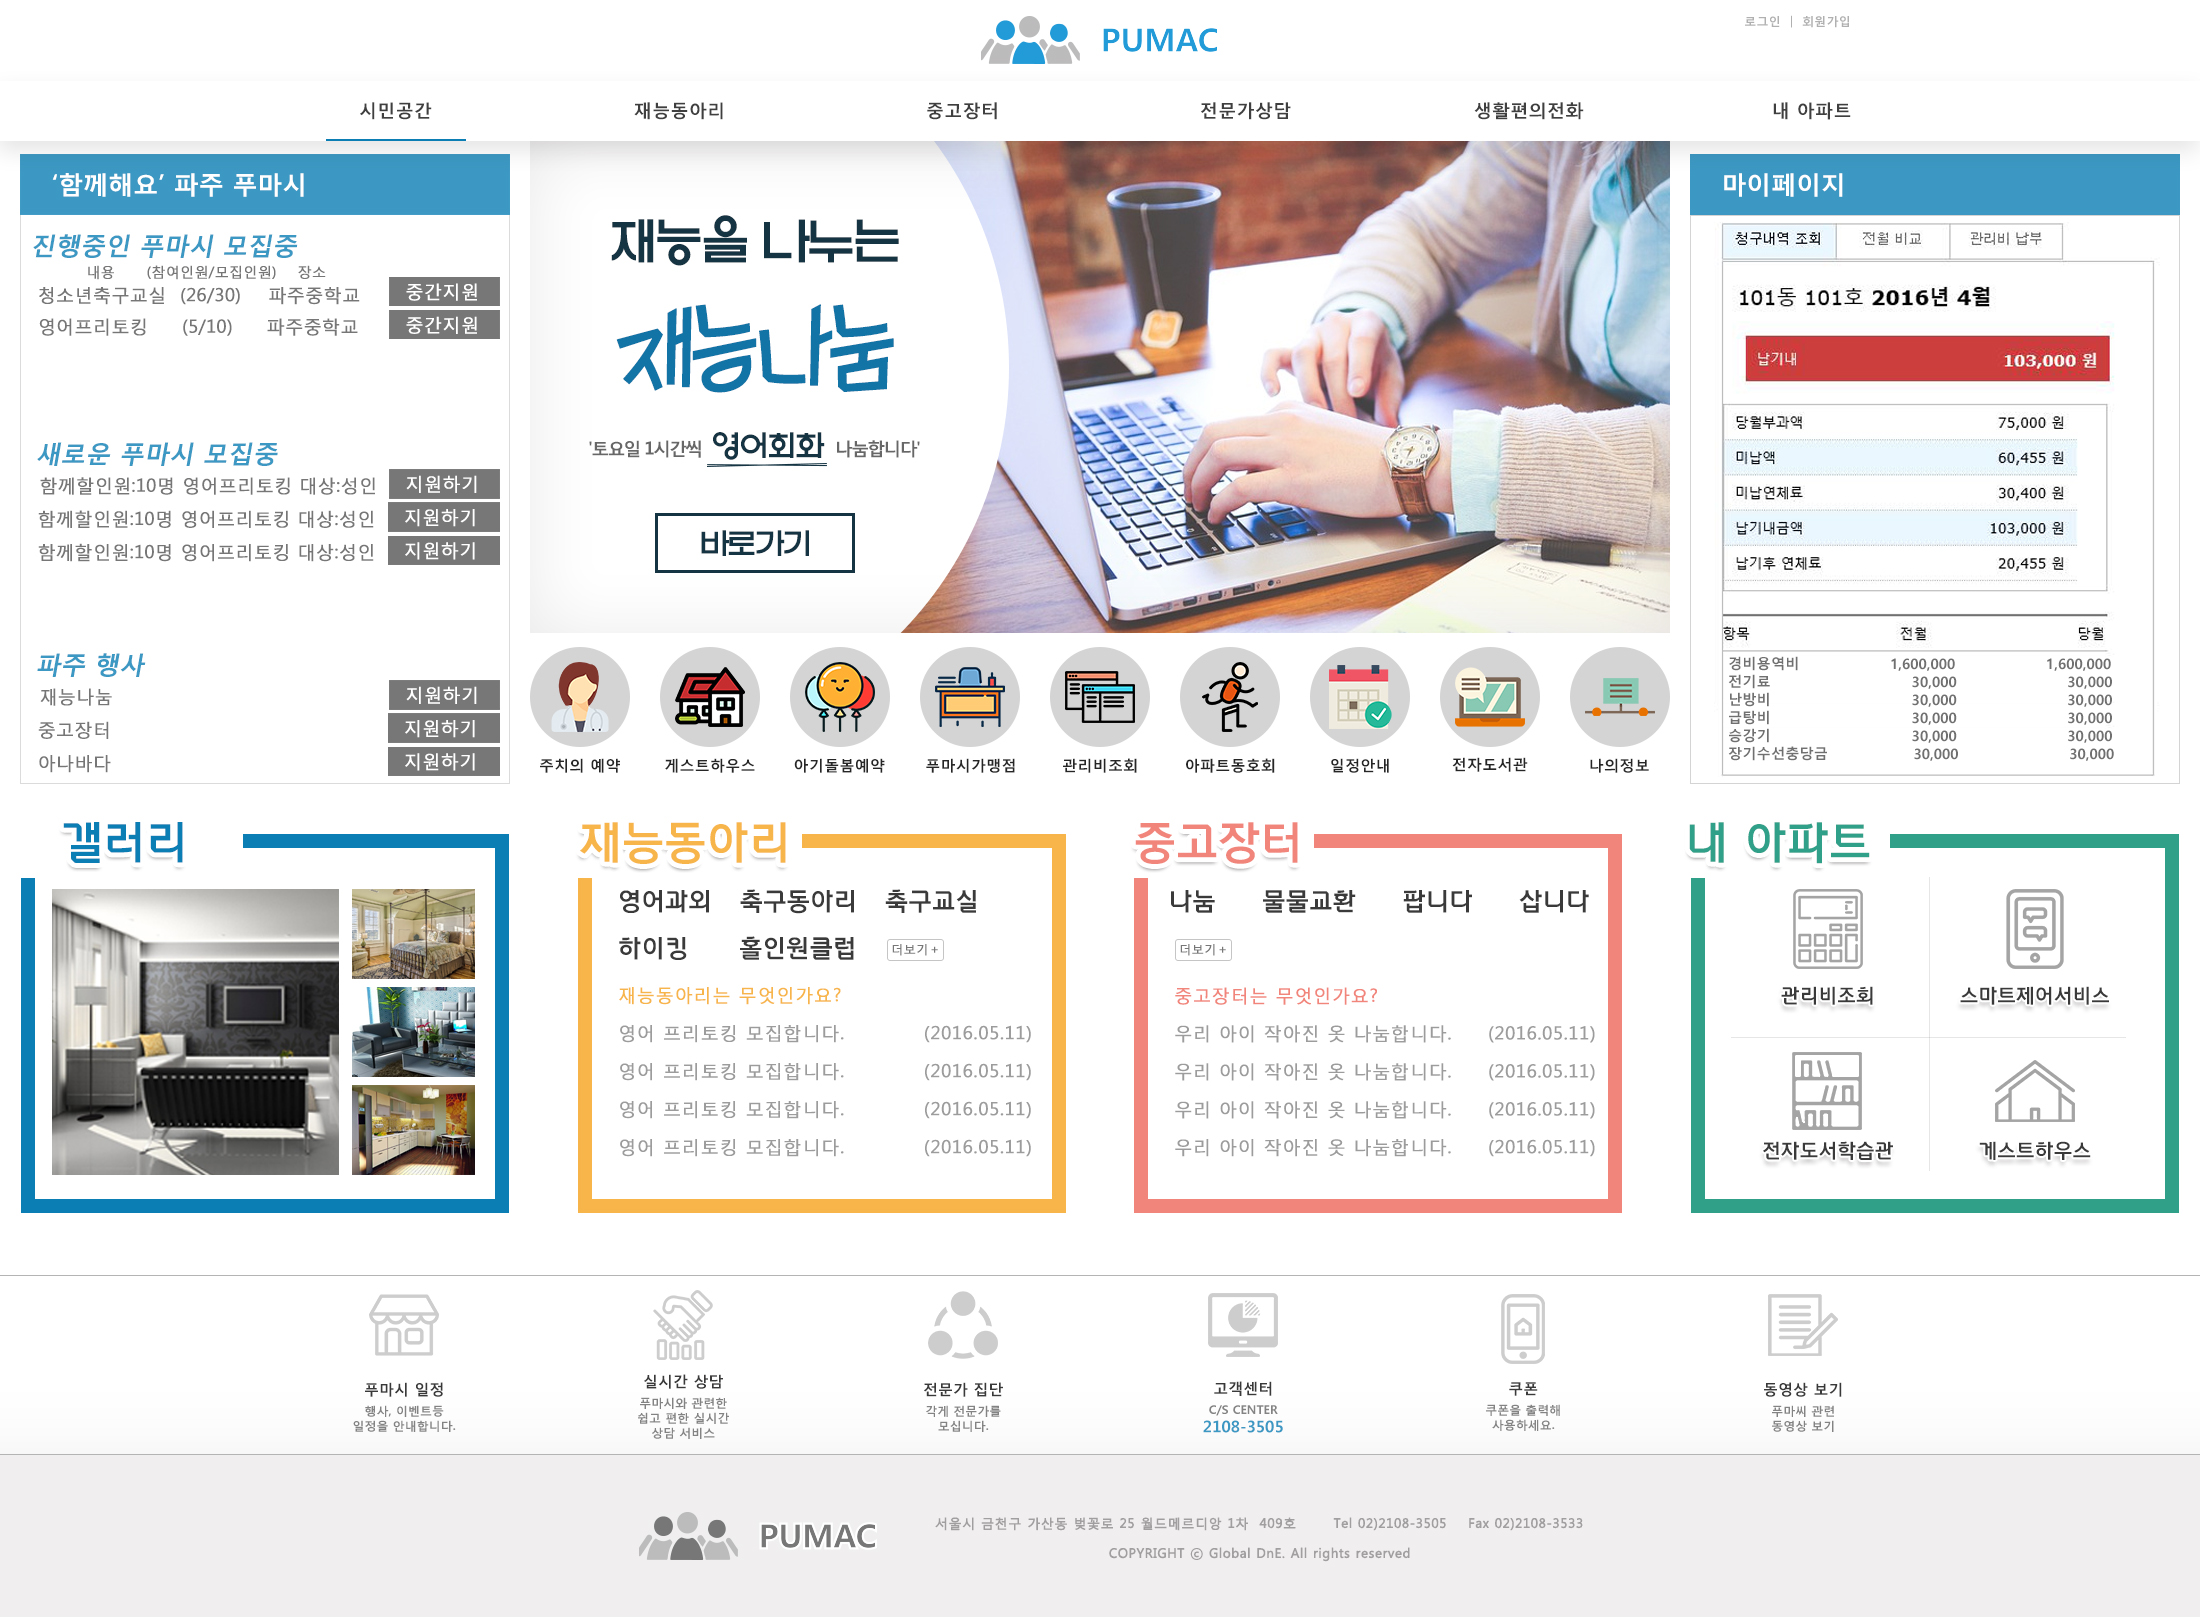 PUMAC
로그인 | 회원가입
시민공간 재능동아리 중고장터 전문가상담 생활편의전화 내 아파트
‘함께해요’ 파주 푸마시
진행중인 푸마시 모집중
내용 (참여인원/모집인원) 장소
청소년축구교실 (26/30) 파주중학교 중간지원
영어프리토킹 (5/10) 파주중학교 중간지원
새로운 푸마시 모집중
함께할인원:10명 영어프리토킹 대상:성인 지원하기
함께할인원:10명 영어프리토킹 대상:성인 지원하기
함께할인원:10명 영어프리토킹 대상:성인 지원하기
파주 행사
재능나눔 지원하기
중고장터 지원하기
아나바다 지원하기
재능을 나누는
재능나눔
'토요일 1시간씩 영어회화 나눔합니다'
바로가기
주치의 예약 게스트하우스 아기돌봄예약 푸마시가맹점 관리비조회 아파트동호회 일정안내 전자도서관 나의정보
마이페이지
청구내역 조회 전월 비교 관리비 납부
101동 101호 2016년 4월
납기내 103,000 원
당월부과액 75,000 원
미납액 60,455 원
미납연체료 30,400 원
납기내금액 103,000 원
납기후 연체료 20,455 원
항목 전월 당월
경비용역비 1,600,000 1,600,000
전기료 30,000 30,000
난방비 30,000 30,000
급탕비 30,000 30,000
승강기 30,000 30,000
장기수선충당금 30,000 30,000
갤러리
재능동아리
영어과외 축구동아리 축구교실
하이킹 홀인원클럽 더보기 +
재능동아리는 무엇인가요?
영어 프리토킹 모집합니다. (2016.05.11)
영어 프리토킹 모집합니다. (2016.05.11)
영어 프리토킹 모집합니다. (2016.05.11)
영어 프리토킹 모집합니다. (2016.05.11)
중고장터
나눔 물물교환 팝니다 삽니다
더보기 +
중고장터는 무엇인가요?
우리 아이 작아진 옷 나눔합니다. (2016.05.11)
우리 아이 작아진 옷 나눔합니다. (2016.05.11)
우리 아이 작아진 옷 나눔합니다. (2016.05.11)
우리 아이 작아진 옷 나눔합니다. (2016.05.11)
내 아파트
관리비조회 스마트제어서비스
전자도서학습관 게스트하우스
푸마시 일정
행사, 이벤트등
일정을 안내합니다.
실시간 상담
푸마시와 관련한
쉽고 편한 실시간
상담 서비스
전문가 집단
각게 전문가를
모십니다.
고객센터
C/S CENTER
2108-3505
쿠폰
쿠폰을 출력해
사용하세요.
동영상 보기
푸마씨 관련
동영상 보기
PUMAC
서울시 금천구 가산동 벚꽃로 25 월드메르디앙 1차 409호 Tel 02)2108-3505 Fax 02)2108-3533
COPYRIGHT ⓒ Global DnE. All rights reserved